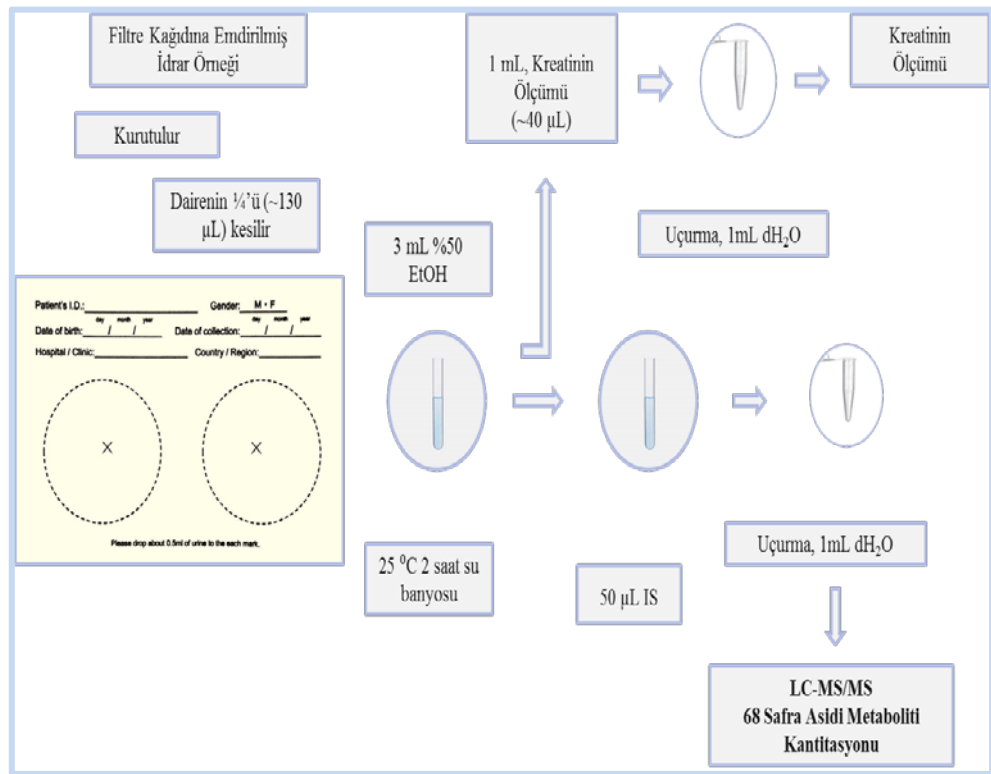 Filtre Kağıdına Emdirilmiş
İdrar Örneği
Kurutulur
Dairenin ¼’ü (~130
µL) kesilir
Patient's I.D.: Gender: M・F
day month year day month year
Date of birth: / / Date of collection: / /
Hospital / Clinic: Country / Region:
X X
Please drop about 0.5ml of urine to the each mark.
3 mL %50
EtOH
25 ⁰C 2 saat su
banyosu
1 mL, Kreatinin
Ölçümü
(~40 µL)
Kreatinin
Ölçümü
Uçurma, 1mL dH₂O
50 µL IS
Uçurma, 1mL dH₂O
LC-MS/MS
68 Safra Asidi Metaboliti
Kantitasyonu